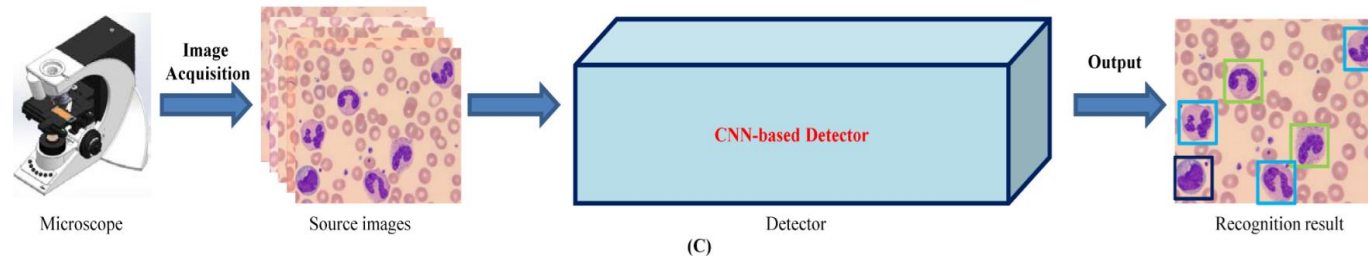 Image
Acquisition
Output
CNN-based Detector
Microscope
Source images
Detector
Recognition result
(C)